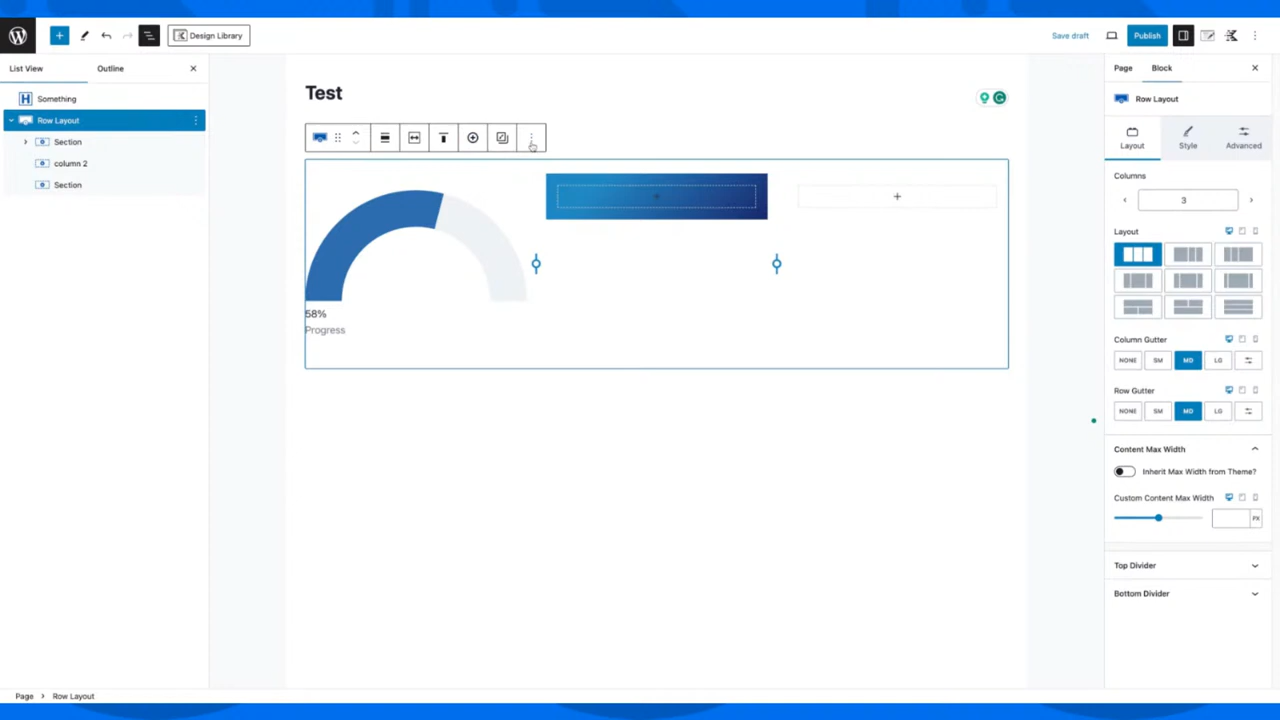 Design Library
Save draft
Publish
List View
Outline
Something
Row Layout
Section
column 2
Section
Test
58%
Progress
Page
Block
Row Layout
Layout
Style
Advanced
Columns
3
Layout
Column Gutter
NONE
SM
MD
LG
Row Gutter
NONE
SM
MD
LG
Content Max Width
Inherit Max Width from Theme?
Custom Content Max Width
PX
Top Divider
Bottom Divider
Page > Row Layout